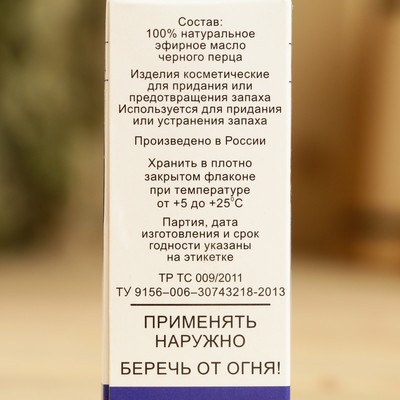 Состав:
100% натуральное
эфирное масло
черного перца
Изделия косметические
для придания или
предотвращения запаха
Используется для придания
или устранения запаха
Произведено в России
Хранить в плотно
закрытом флаконе
при температуре
от +5 до +25°С
Партия, дата
изготовления и срок
годности указаны
на этикетке
ТР ТС 009/2011
ТУ 9156–006–30743218-2013
ПРИМЕНЯТЬ
НАРУЖНО
БЕРЕЧЬ ОТ ОГНЯ!